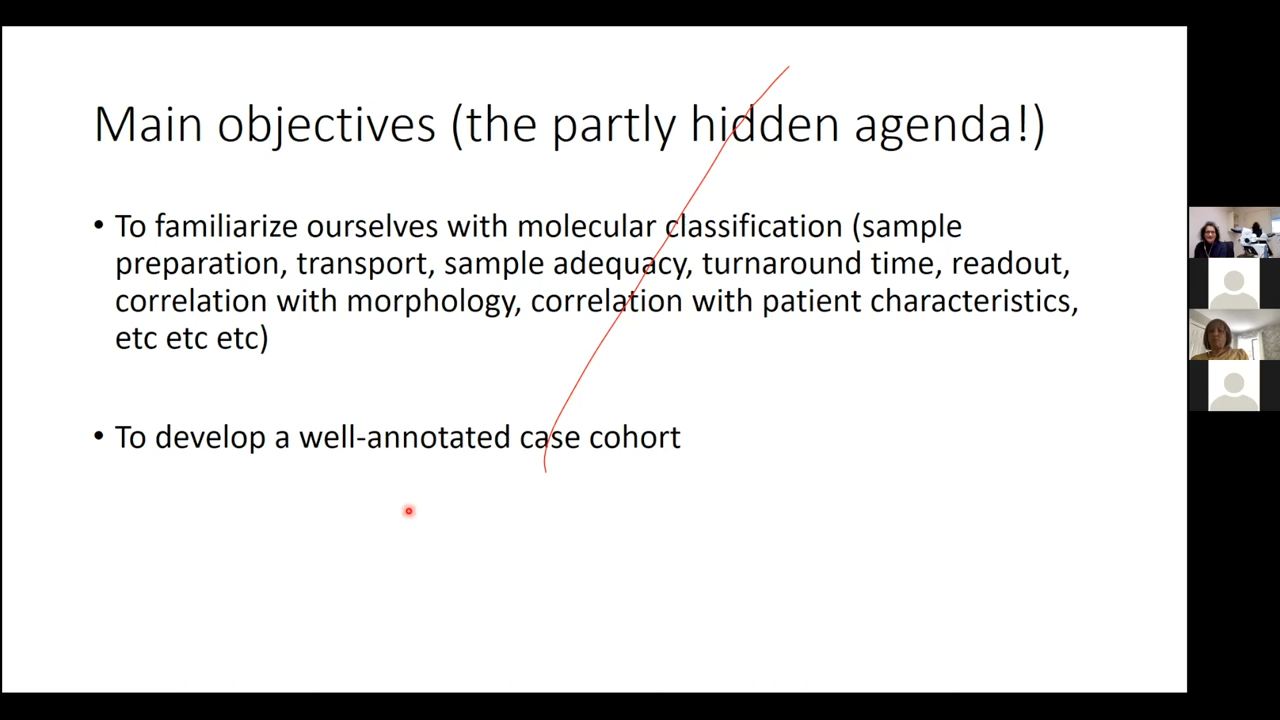 Main objectives (the partly hidden agenda!)
• To familiarize ourselves with molecular classification (sample
preparation, transport, sample adequacy, turnaround time, readout,
correlation with morphology, correlation with patient characteristics,
etc etc etc)
• To develop a well-annotated case cohort